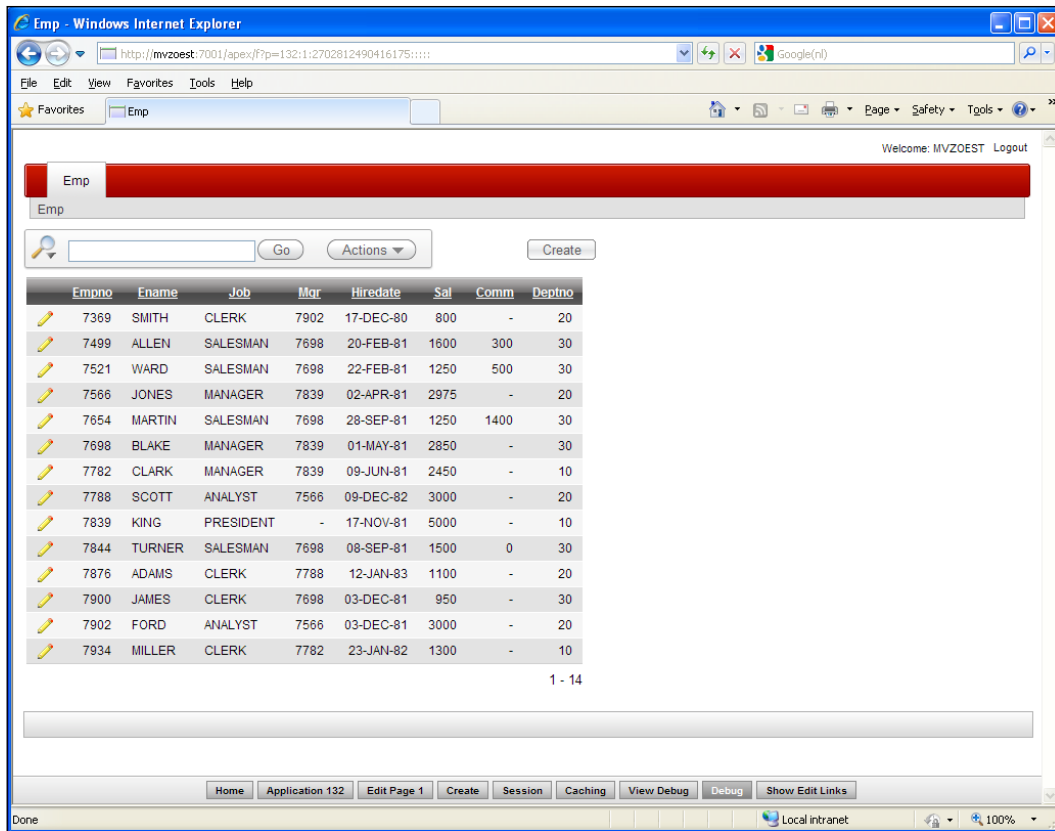 Emp - Windows Internet Explorer
http://mvzoest:7001/apex/f?p=132:1:2702812490416175:::::
Google(nl)
File Edit View Favorites Tools Help
Favorites Emp Page Safety Tools »
Welcome: MVZOEST Logout
Emp
Emp
Go Actions Create
Empno Ename Job Mgr Hiredate Sal Comm Deptno
7369 SMITH CLERK 7902 17-DEC-80 800 - 20
7499 ALLEN SALESMAN 7698 20-FEB-81 1600 300 30
7521 WARD SALESMAN 7698 22-FEB-81 1250 500 30
7566 JONES MANAGER 7839 02-APR-81 2975 - 20
7654 MARTIN SALESMAN 7698 28-SEP-81 1250 1400 30
7698 BLAKE MANAGER 7839 01-MAY-81 2850 - 30
7782 CLARK MANAGER 7839 09-JUN-81 2450 - 10
7788 SCOTT ANALYST 7566 09-DEC-82 3000 - 20
7839 KING PRESIDENT - 17-NOV-81 5000 - 10
7844 TURNER SALESMAN 7698 08-SEP-81 1500 0 30
7876 ADAMS CLERK 7788 12-JAN-83 1100 - 20
7900 JAMES CLERK 7698 03-DEC-81 950 - 30
7902 FORD ANALYST 7566 03-DEC-81 3000 - 20
7934 MILLER CLERK 7782 23-JAN-82 1300 - 10
1 - 14
Home Application 132 Edit Page 1 Create Session Caching View Debug Debug Show Edit Links
Done Local intranet 100%